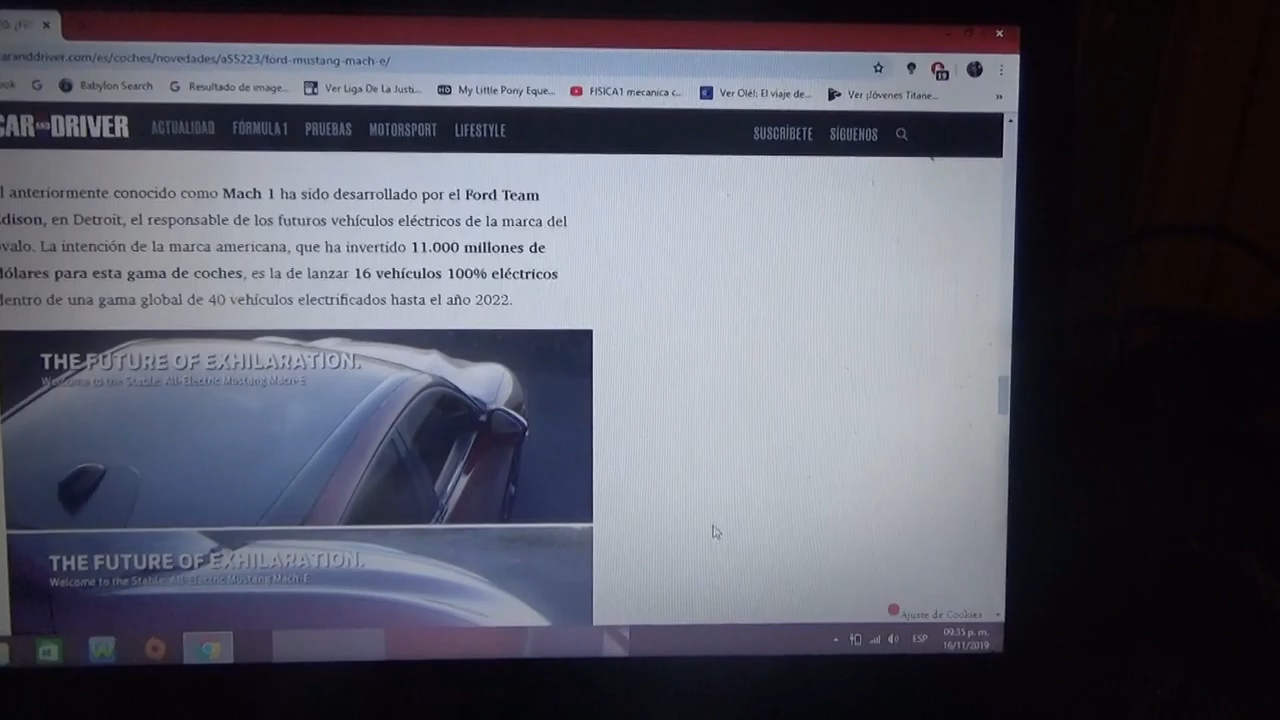 aranddriver.com/es/coches/novedades/a55223/ford-mustang-mach-e/
ook
Babylon Search
Resultado de image...
Ver Liga De La Justi...
My Little Pony Eque...
FISICA1 mecanica c...
Ver Olé!: El viaje de...
Ver ¡Jóvenes Titane...
»
CAR AND DRIVER
ACTUALIDAD
FÓRMULA 1
PRUEBAS
MOTORSPORT
LIFESTYLE
SUSCRÍBETE
SÍGUENOS
l anteriormente conocido como Mach 1 ha sido desarrollado por el Ford Team
dison, en Detroit, el responsable de los futuros vehículos eléctricos de la marca del
valo. La intención de la marca americana, que ha invertido 11.000 millones de
ólares para esta gama de coches, es la de lanzar 16 vehículos 100% eléctricos
dentro de una gama global de 40 vehículos electrificados hasta el año 2022.
THE FUTURE OF EXHILARATION.
Welcome to the Stable: All-Electric Mustang Mach-E
THE FUTURE OF EXHILARATION.
Welcome to the Stable: All-Electric Mustang Mach-E
Ajuste de Cookies
ESP
09:35 p. m.
16/11/2019